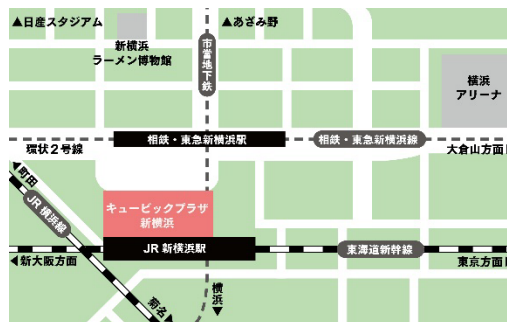 ▲日産スタジアム
▲あざみ野
新横浜
ラーメン博物館
市営地下鉄
横浜
アリーナ
相鉄・東急新横浜駅
相鉄・東急新横浜線
環状2号線
大倉山方面
◀町田
JR横浜線
キュービックプラザ
新横浜
JR 新横浜駅
東海道新幹線
◀新大阪方面
東京方面
菊名▶
横浜▼